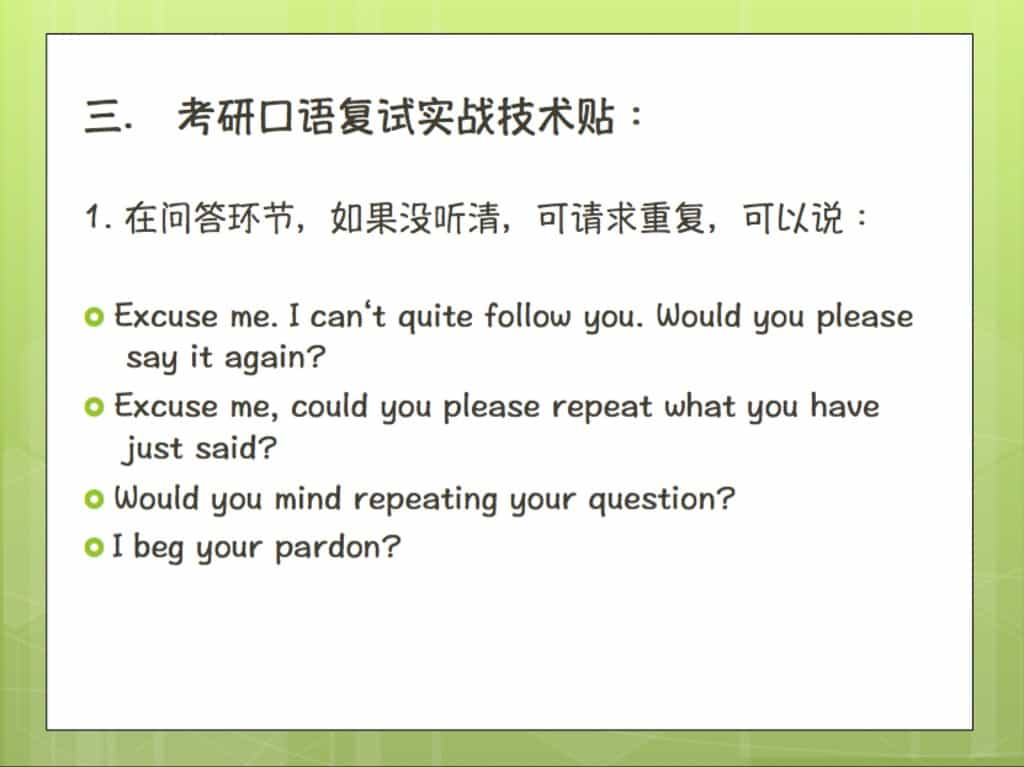 三. 考研口语复试实战技术贴：
1. 在问答环节，如果没听清，可请求重复，可以说：
Excuse me. I can‘t quite follow you. Would you please
say it again?
Excuse me, could you please repeat what you have
just said?
Would you mind repeating your question?
I beg your pardon?